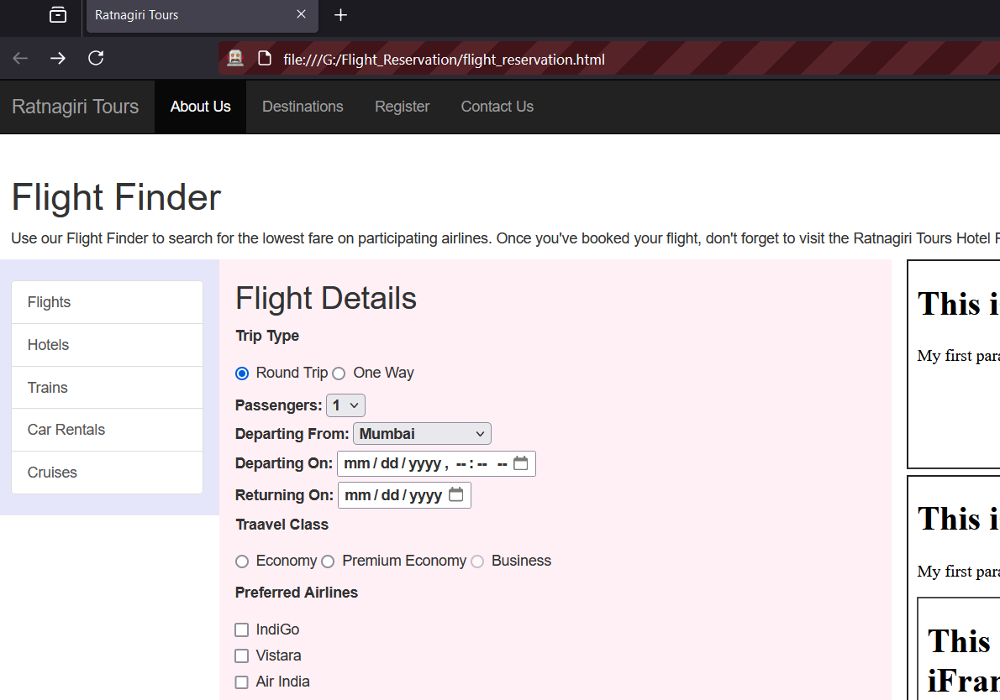 Ratnagiri Tours
file:///G:/Flight_Reservation/flight_reservation.html
Ratnagiri Tours About Us Destinations Register Contact Us
Flight Finder
Use our Flight Finder to search for the lowest fare on participating airlines. Once you've booked your flight, don't forget to visit the Ratnagiri Tours Hotel
Flights
Hotels
Trains
Car Rentals
Cruises
Flight Details
Trip Type
Round Trip One Way
Passengers: 1
Departing From: Mumbai
Departing On: mm/dd/yyyy, --:-- --
Returning On: mm/dd/yyyy
Traavel Class
Economy Premium Economy Business
Preferred Airlines
IndiGo
Vistara
Air India
This i
My first para
This i
My first para
This
iFran